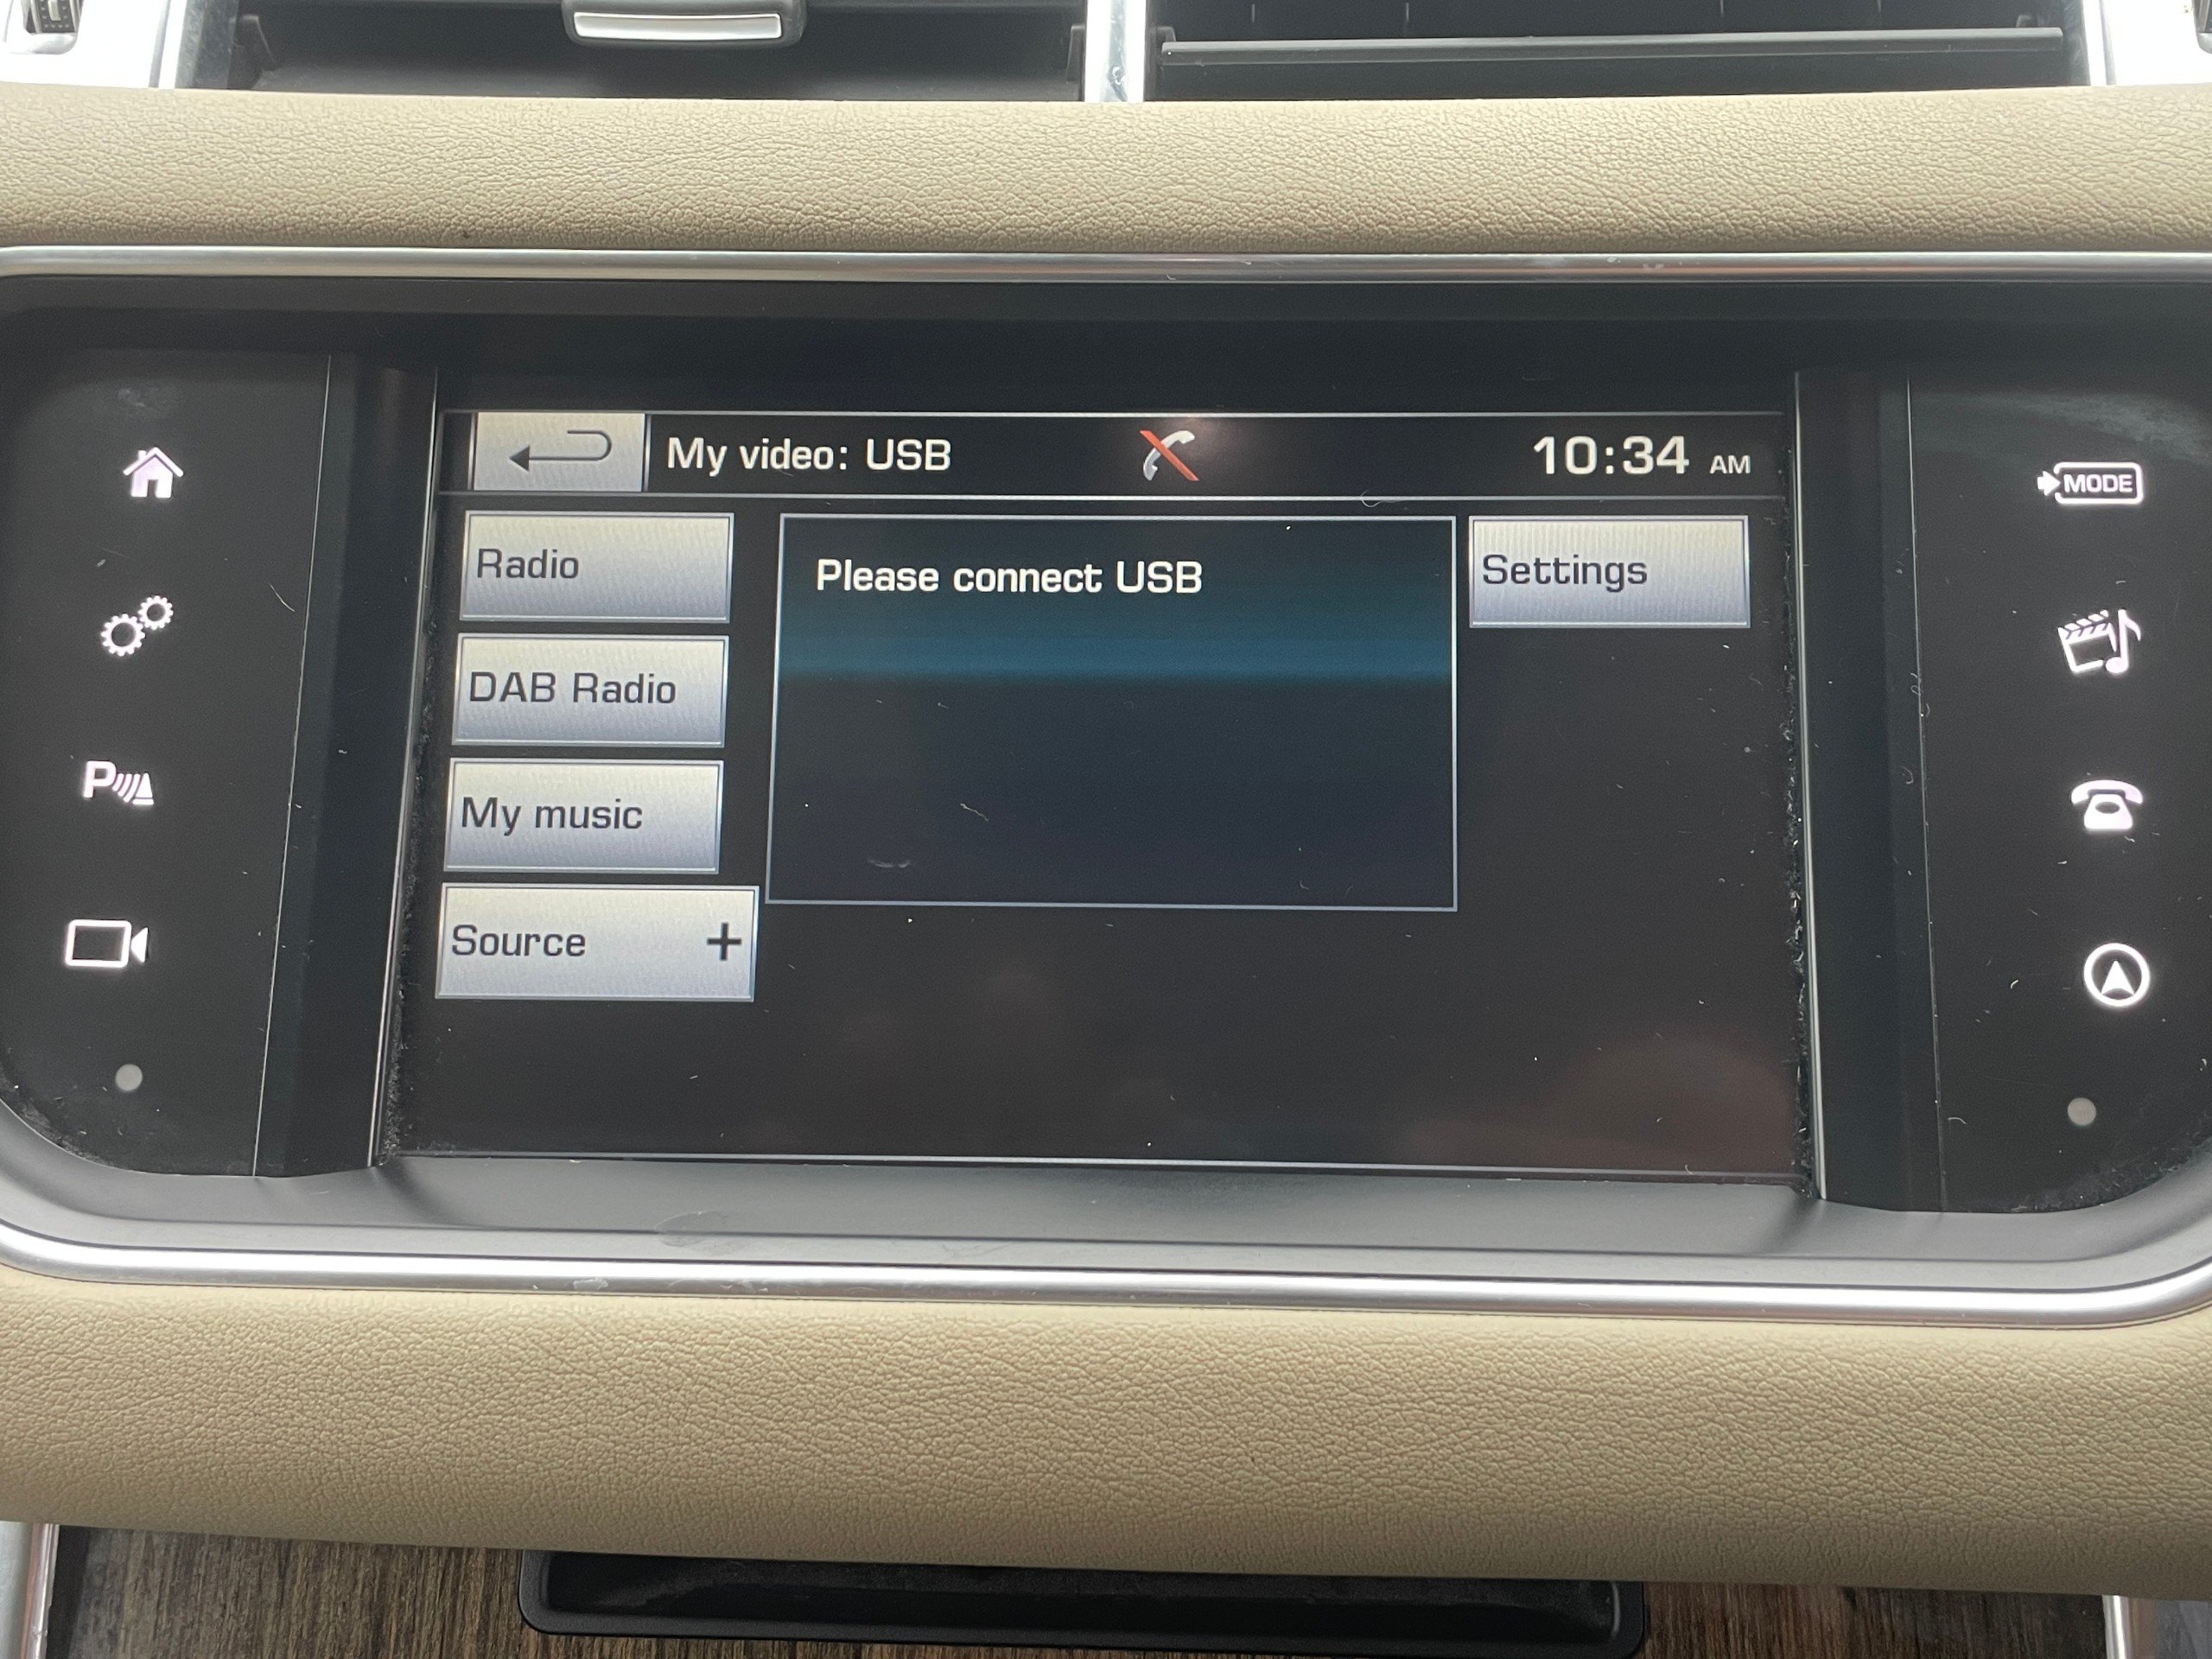 My video: USB
10:34 AM
MODE
Radio
Please connect USB
Settings
DAB Radio
My music
P
Source +